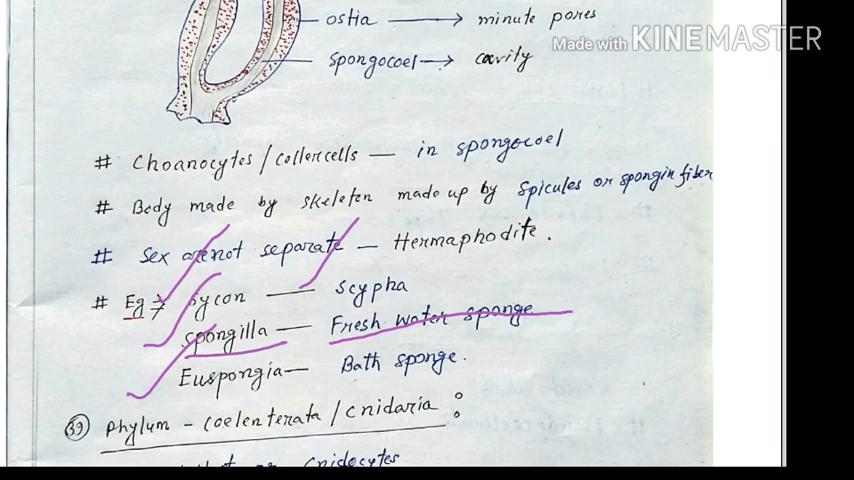 ostia → minute pores
Made with KINEMASTER
spongocoel → cavity
# Choanocytes / collercells — in spongocoel
# Body made by skeleton made up by spicules or spongin fiber
# Sex are not separate — Hermaphodite.
# Eg → Sycon — Scypha
Spongilla — Fresh water sponge
Euspongia — Bath sponge.
39 Phylum - coelenterata / cnidaria :
cnidocytes